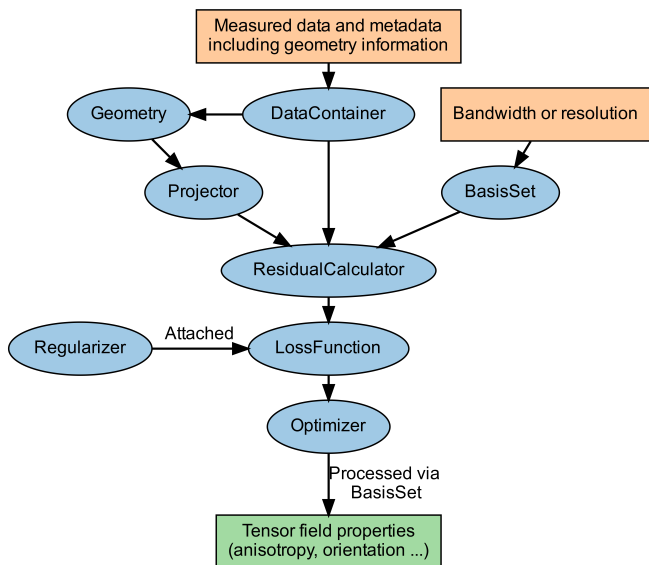 Measured data and metadata
including geometry information
Geometry
DataContainer
Bandwidth or resolution
Projector
BasisSet
ResidualCalculator
Regularizer
Attached
LossFunction
Optimizer
Processed via
BasisSet
Tensor field properties
(anisotropy, orientation ...)